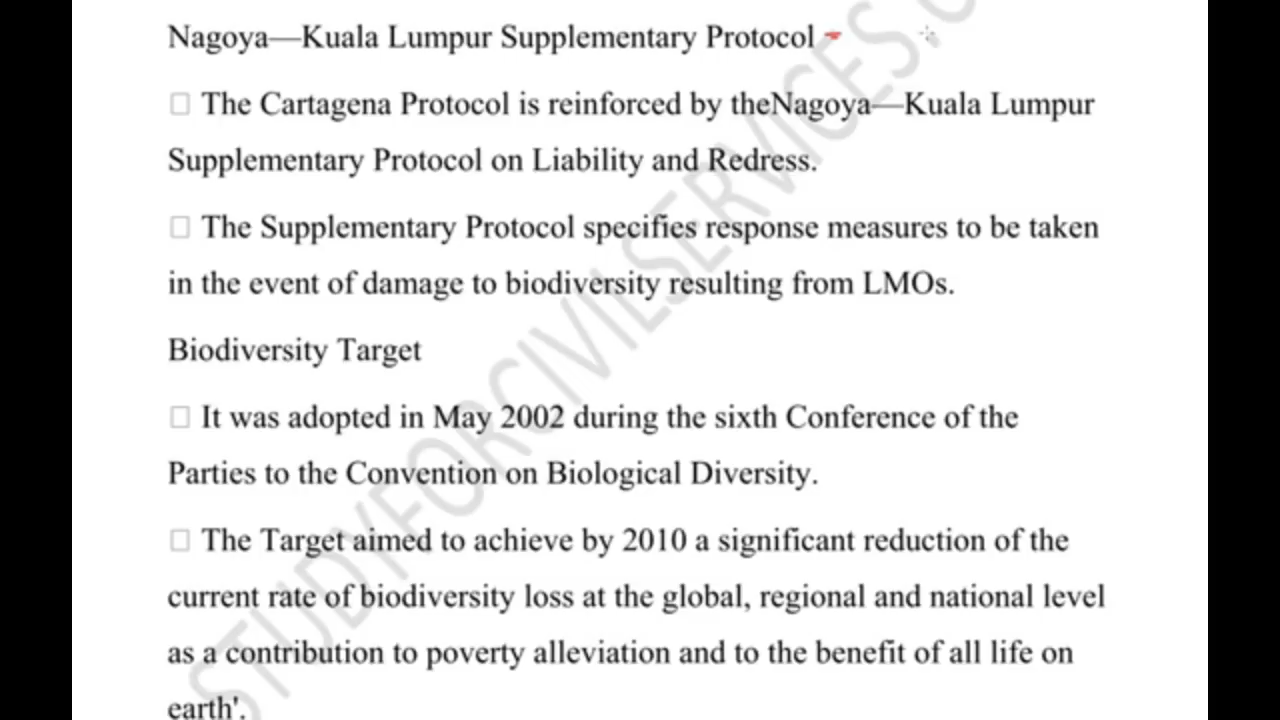 Nagoya—Kuala Lumpur Supplementary Protocol
The Cartagena Protocol is reinforced by theNagoya—Kuala Lumpur
Supplementary Protocol on Liability and Redress.
The Supplementary Protocol specifies response measures to be taken
in the event of damage to biodiversity resulting from LMOs.
Biodiversity Target
It was adopted in May 2002 during the sixth Conference of the
Parties to the Convention on Biological Diversity.
The Target aimed to achieve by 2010 a significant reduction of the
current rate of biodiversity loss at the global, regional and national level
as a contribution to poverty alleviation and to the benefit of all life on
earth'.
STUDYFORCIVILSERVICES.